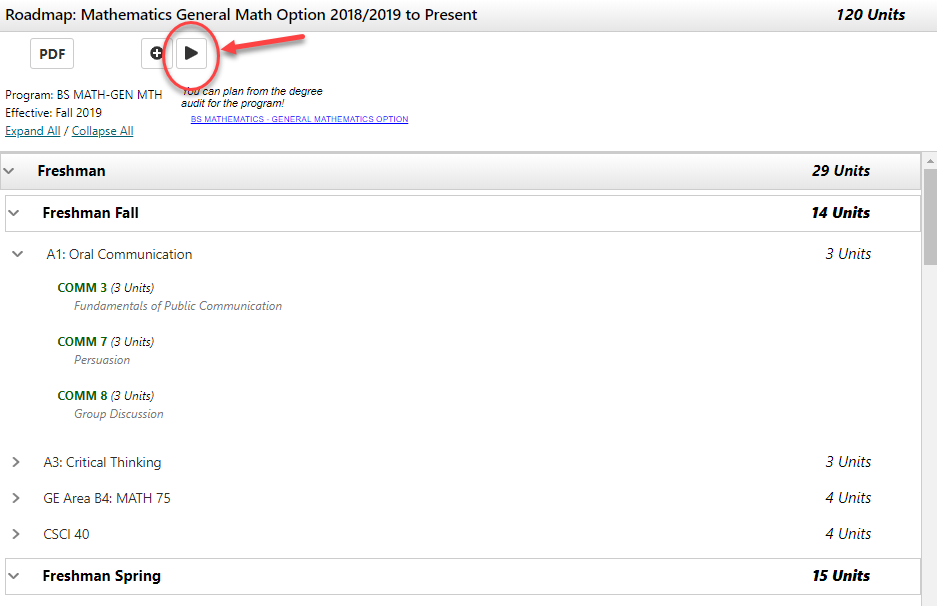 Roadmap: Mathematics General Math Option 2018/2019 to Present 120 Units
PDF
Program: BS MATH-GEN MTH
Effective: Fall 2019
Expand All / Collapse All
You can plan from the degree
audit for the program!
BS MATHEMATICS - GENERAL MATHEMATICS OPTION
Freshman 29 Units
Freshman Fall 14 Units
A1: Oral Communication 3 Units
COMM 3 (3 Units)
Fundamentals of Public Communication
COMM 7 (3 Units)
Persuasion
COMM 8 (3 Units)
Group Discussion
A3: Critical Thinking 3 Units
GE Area B4: MATH 75 4 Units
CSCI 40 4 Units
Freshman Spring 15 Units